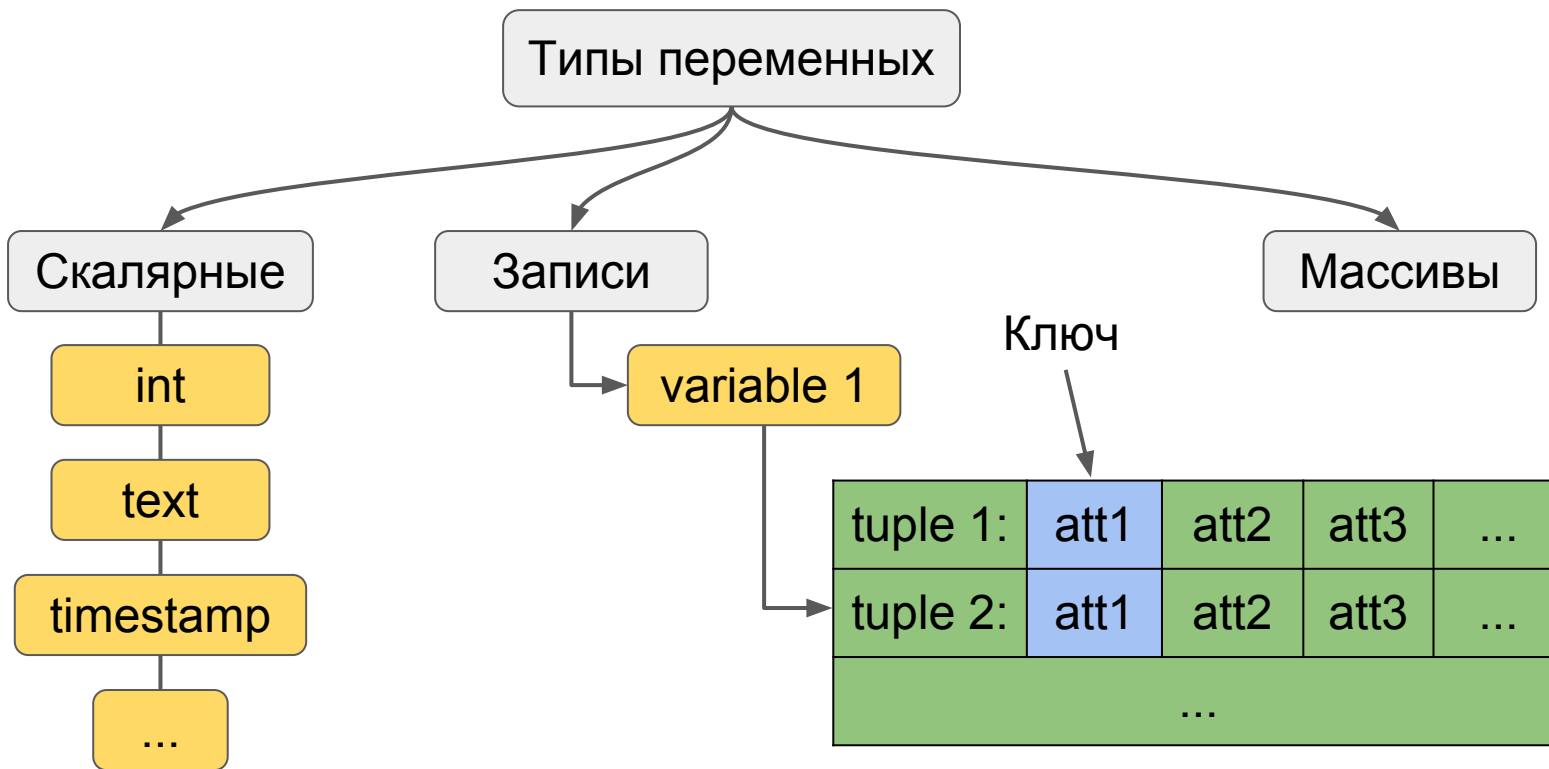 Типы переменных
Скалярные
Записи
Массивы
int
text
timestamp
...
variable 1
Ключ
tuple 1: att1 att2 att3 ...
tuple 2: att1 att2 att3 ...
...